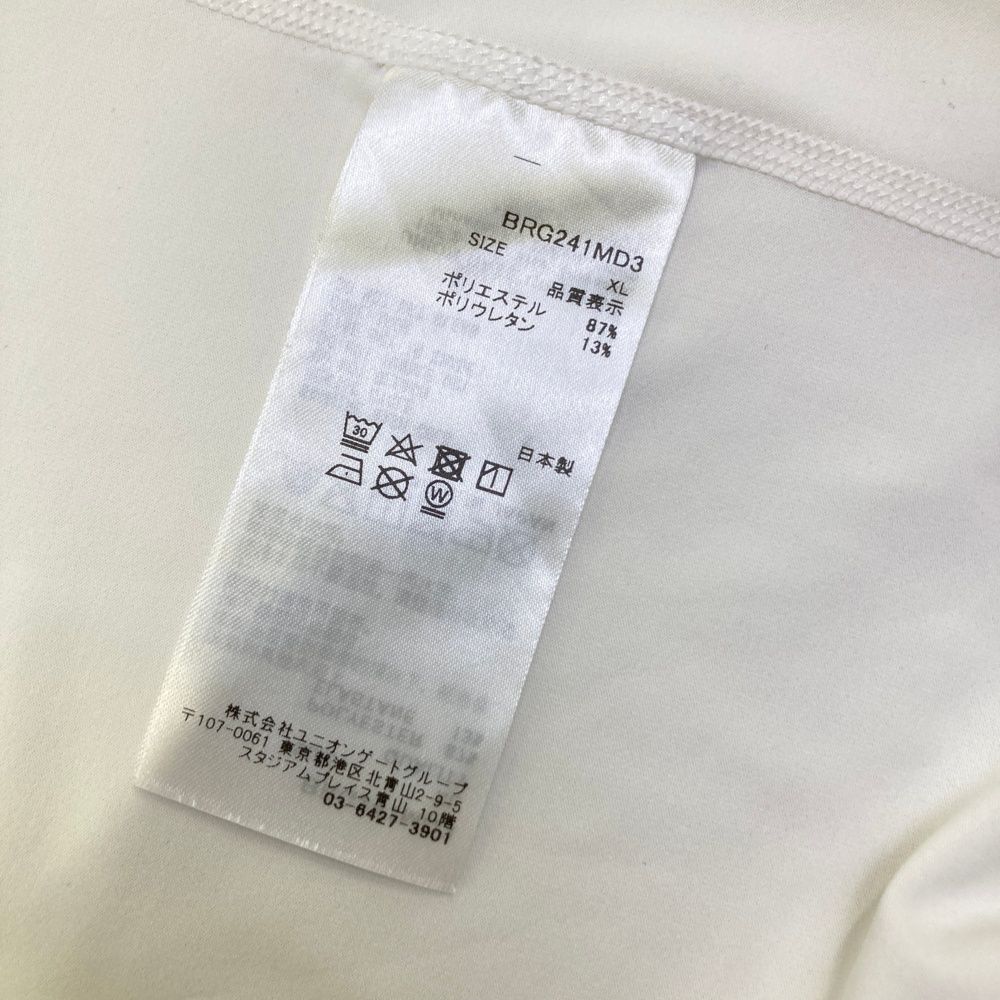 BRG241MD3
SIZE XL
品質表示
ポリエステル 87%
ポリウレタン 13%
日本製
30
W
株式会社ユニオンゲートグループ
〒107-0061 東京都港区北青山2-9-5
スタジアムプレイス青山 10階
03-6427-3901